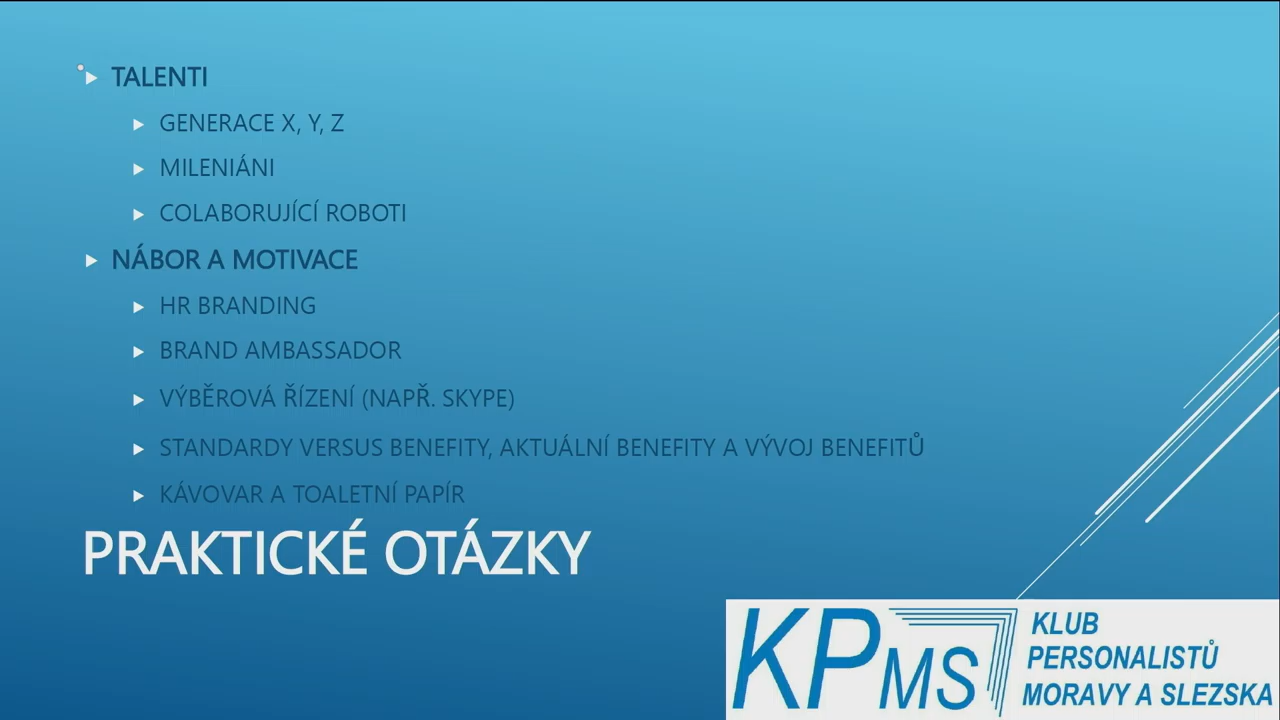 TALENTI
GENERACE X, Y, Z
MILENIÁNI
COLABORUJÍCÍ ROBOTI
NÁBOR A MOTIVACE
HR BRANDING
BRAND AMBASSADOR
VÝBĚROVÁ ŘÍZENÍ (NAPŘ. SKYPE)
STANDARDY VERSUS BENEFITY, AKTUÁLNÍ BENEFITY A VÝVOJ BENEFITŮ
KÁVOVAR A TOALETNÍ PAPÍR
PRAKTICKÉ OTÁZKY
KPMS
KLUB
PERSONALISTŮ
MORAVY A SLEZSKA